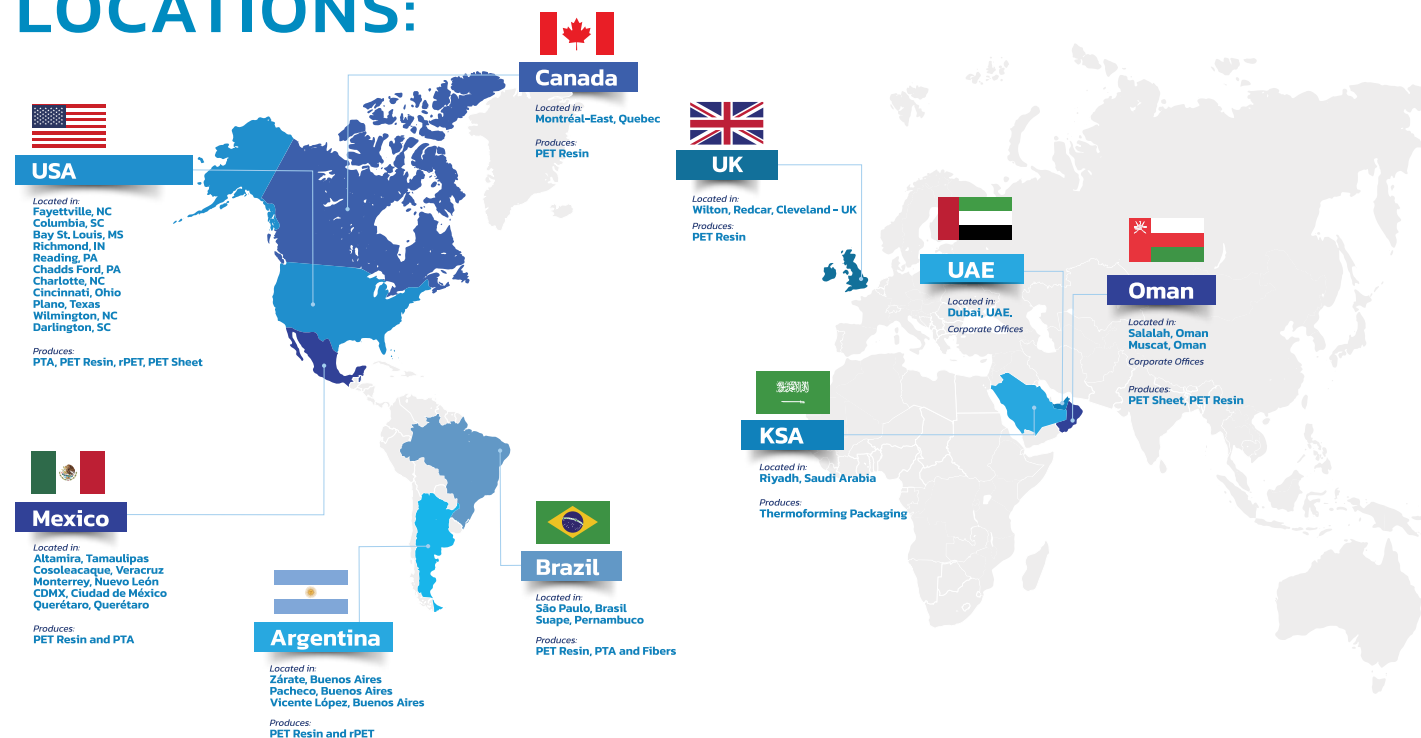 LOCATIONS:
Canada
Located in:
Montréal-East, Quebec
Produces:
PET Resin
USA
Located in:
Fayettville, NC
Columbia, SC
Bay St, Louis, MS
Richmond, IN
Reading, PA
Chadds Ford, PA
Charlotte, NC
Cincinnati, Ohio
Plano, Texas
Wilmington, NC
Darlington, SC
Produces:
PTA, PET Resin, rPET, PET Sheet
UK
Located in:
Wilton, Redcar, Cleveland - UK
Produces:
PET Resin
UAE
Located in:
Dubai, UAE.
Corporate Offices
Oman
Located in:
Salalah, Oman
Muscat, Oman
Corporate Offices
Produces:
PET Sheet, PET Resin
KSA
Located in:
Riyadh, Saudi Arabia
Produces:
Thermoforming Packaging
Mexico
Located in:
Altamira, Tamaulipas
Cosoleacaque, Veracruz
Monterrey, Nuevo León
CDMX, Ciudad de México
Querétaro, Querétaro
Produces:
PET Resin and PTA
Brazil
Located in:
São Paulo, Brasil
Suape, Pernambuco
Produces:
PET Resin, PTA and Fibers
Argentina
Located in:
Zárate, Buenos Aires
Pacheco, Buenos Aires
Vicente López, Buenos Aires
Produces:
PET Resin and rPET